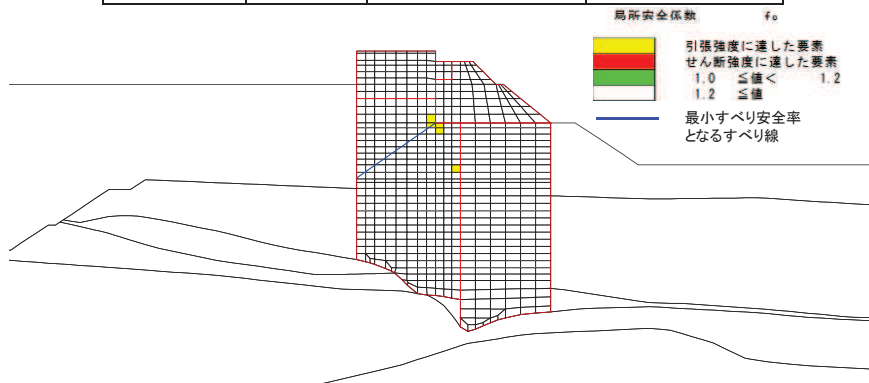 局所安全係数 fs
引張強度に達した要素
せん断強度に達した要素
1.0 ≦値< 1.2
1.2 ≦値
最小すべり安全率
となるすべり線